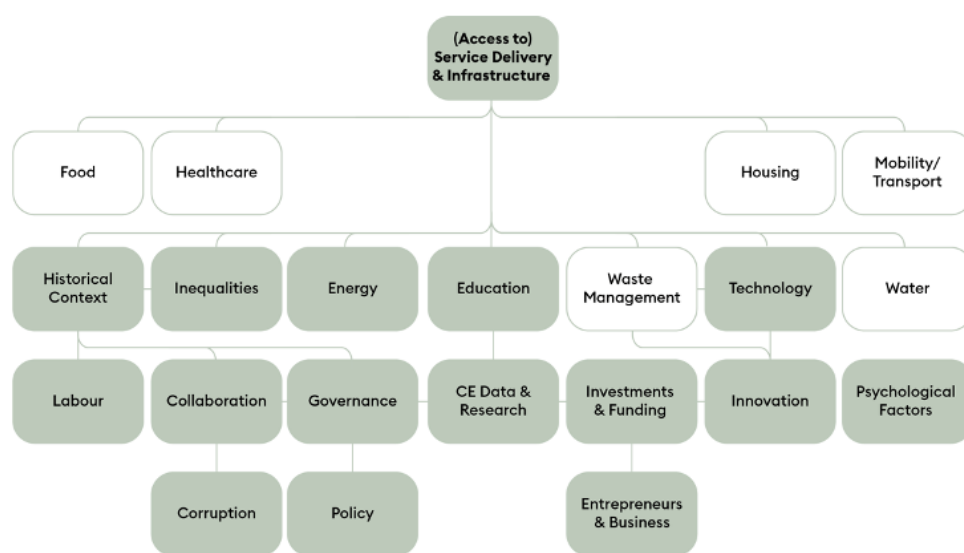 (Access to)
Service Delivery
& Infrastructure
Food
Healthcare
Housing
Mobility/
Transport
Historical
Context
Inequalities
Energy
Education
Waste
Management
Technology
Water
Labour
Collaboration
Governance
CE Data &
Research
Investments
& Funding
Innovation
Psychological
Factors
Corruption
Policy
Entrepreneurs
& Business